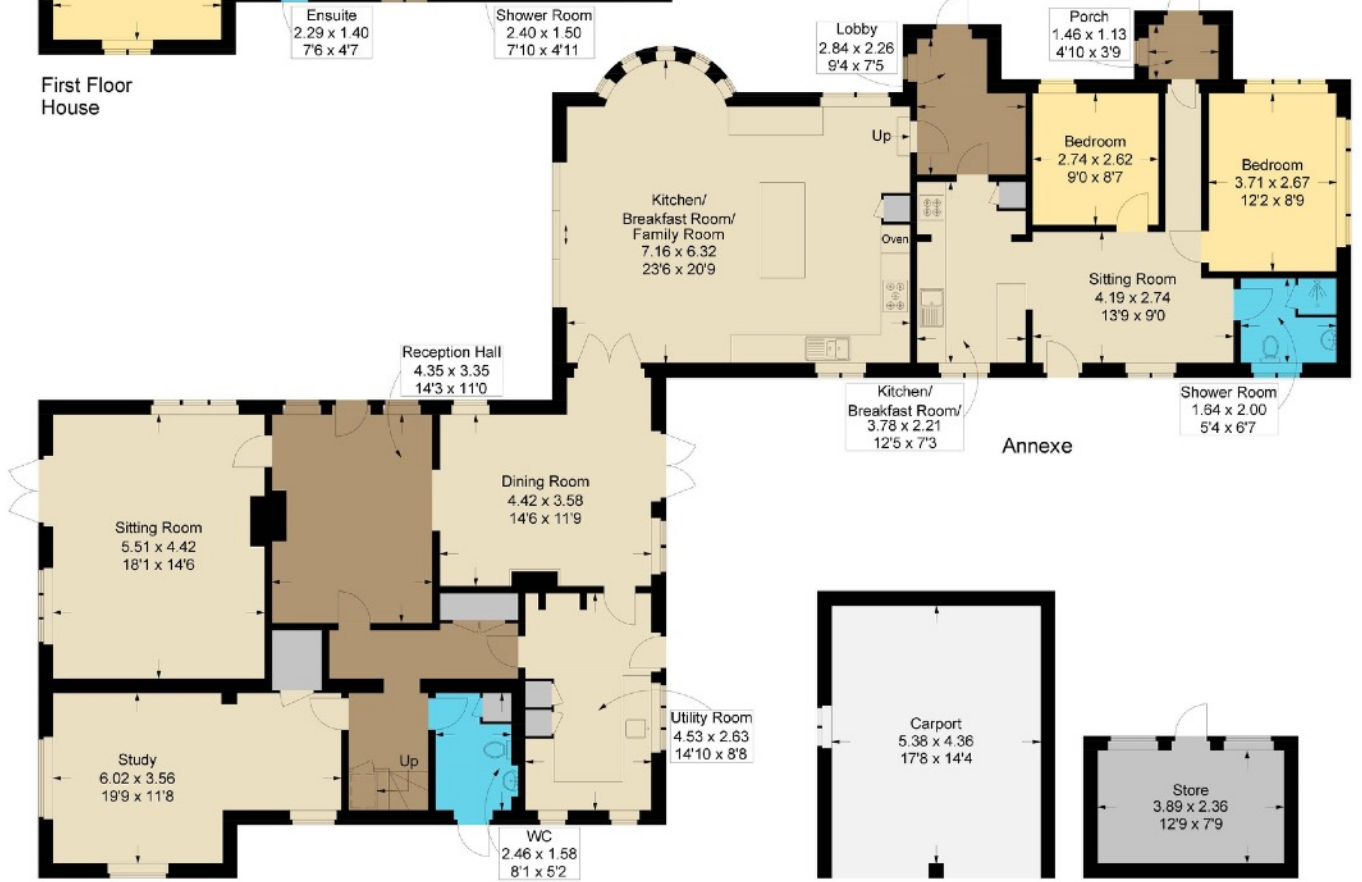 Ensuite
2.29 x 1.40
7'6 x 4'7
Shower Room
2.40 x 1.50
7'10 x 4'11
First Floor
House
Lobby
2.84 x 2.26
9'4 x 7'5
Porch
1.46 x 1.13
4'10 x 3'9
Up
Bedroom
2.74 x 2.62
9'0 x 8'7
Bedroom
3.71 x 2.67
12'2 x 8'9
Kitchen/
Breakfast Room/
Family Room
7.16 x 6.32
23'6 x 20'9
Oven
Sitting Room
4.19 x 2.74
13'9 x 9'0
Reception Hall
4.35 x 3.35
14'3 x 11'0
Kitchen/
Breakfast Room/
3.78 x 2.21
12'5 x 7'3
Shower Room
1.64 x 2.00
5'4 x 6'7
Annexe
Dining Room
4.42 x 3.58
14'6 x 11'9
Sitting Room
5.51 x 4.42
18'1 x 14'6
Utility Room
4.53 x 2.63
14'10 x 8'8
Carport
5.38 x 4.36
17'8 x 14'4
Study
6.02 x 3.56
19'9 x 11'8
Up
Store
3.89 x 2.36
12'9 x 7'9
WC
2.46 x 1.58
8'1 x 5'2